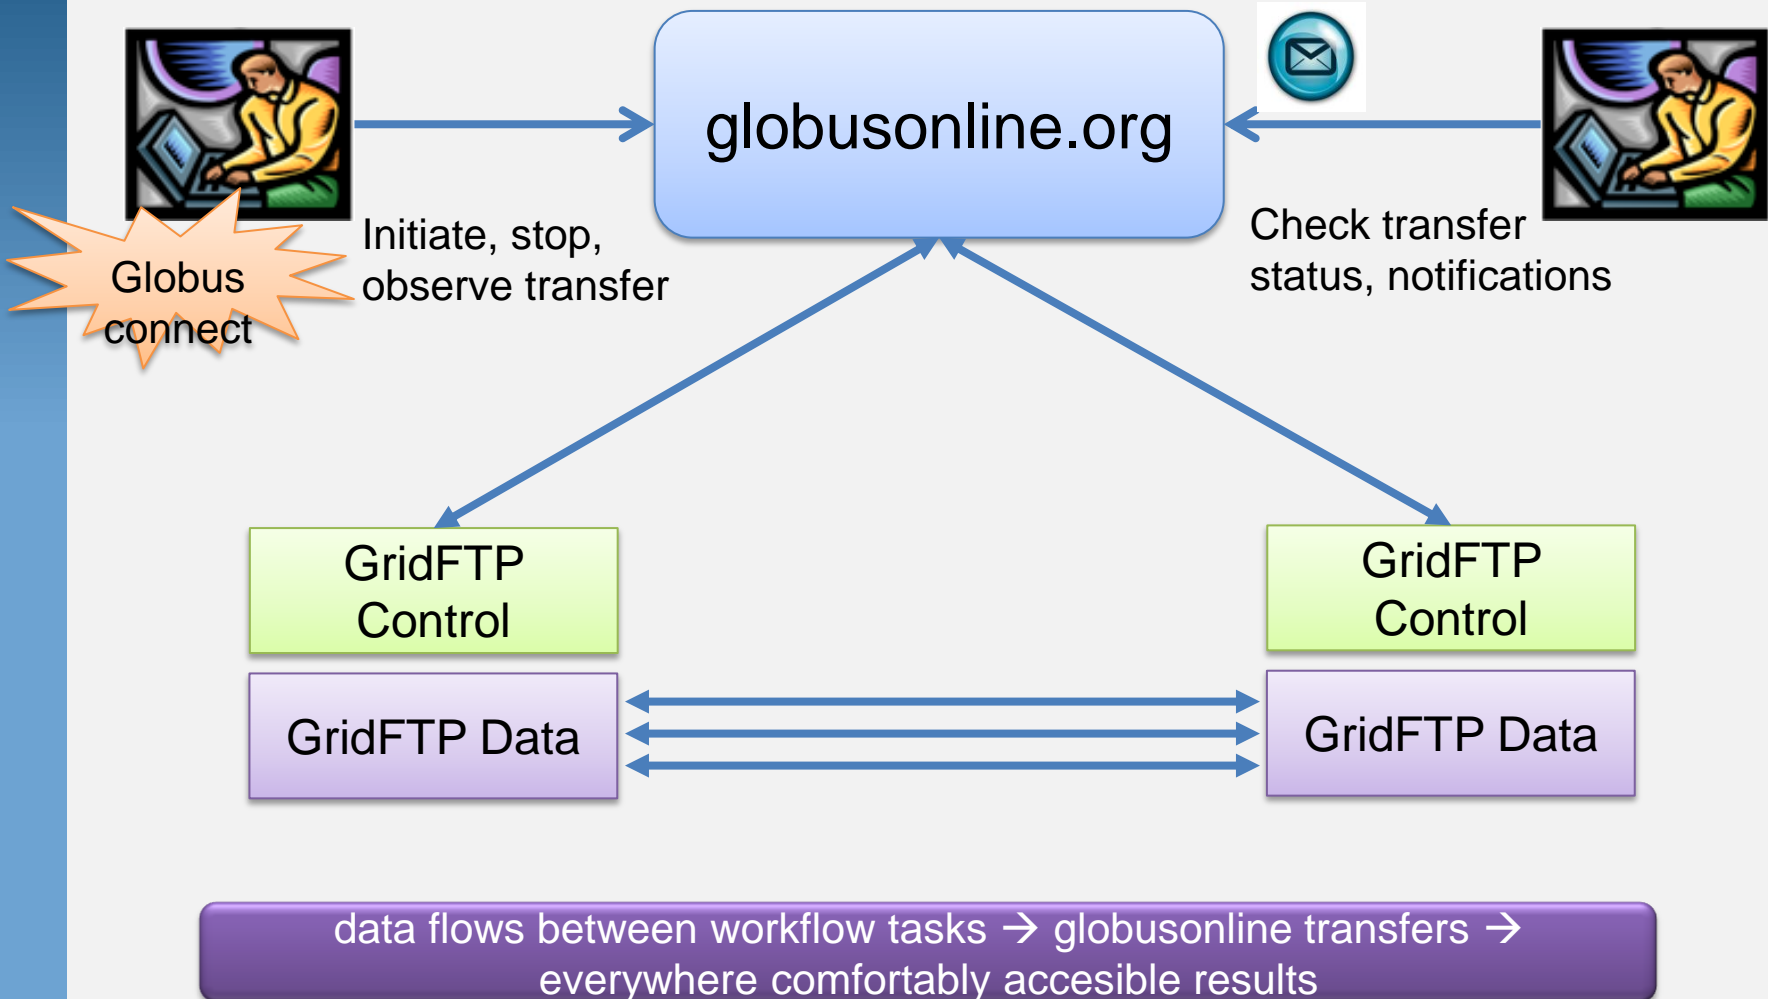 globusonline.org
Initiate, stop,
observe transfer
Check transfer
status, notifications
Globus
connect
GridFTP
Control
GridFTP
Control
GridFTP Data
GridFTP Data
data flows between workflow tasks → globusonline transfers →
everywhere comfortably accesible results